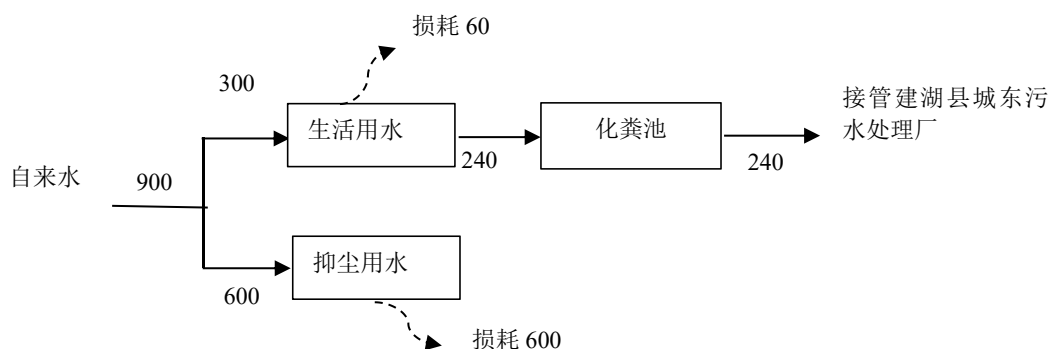 损耗 60
300
生活用水
化粪池
接管建湖县城东污
水处理厂
240
240
自来水
900
抑尘用水
600
损耗 600